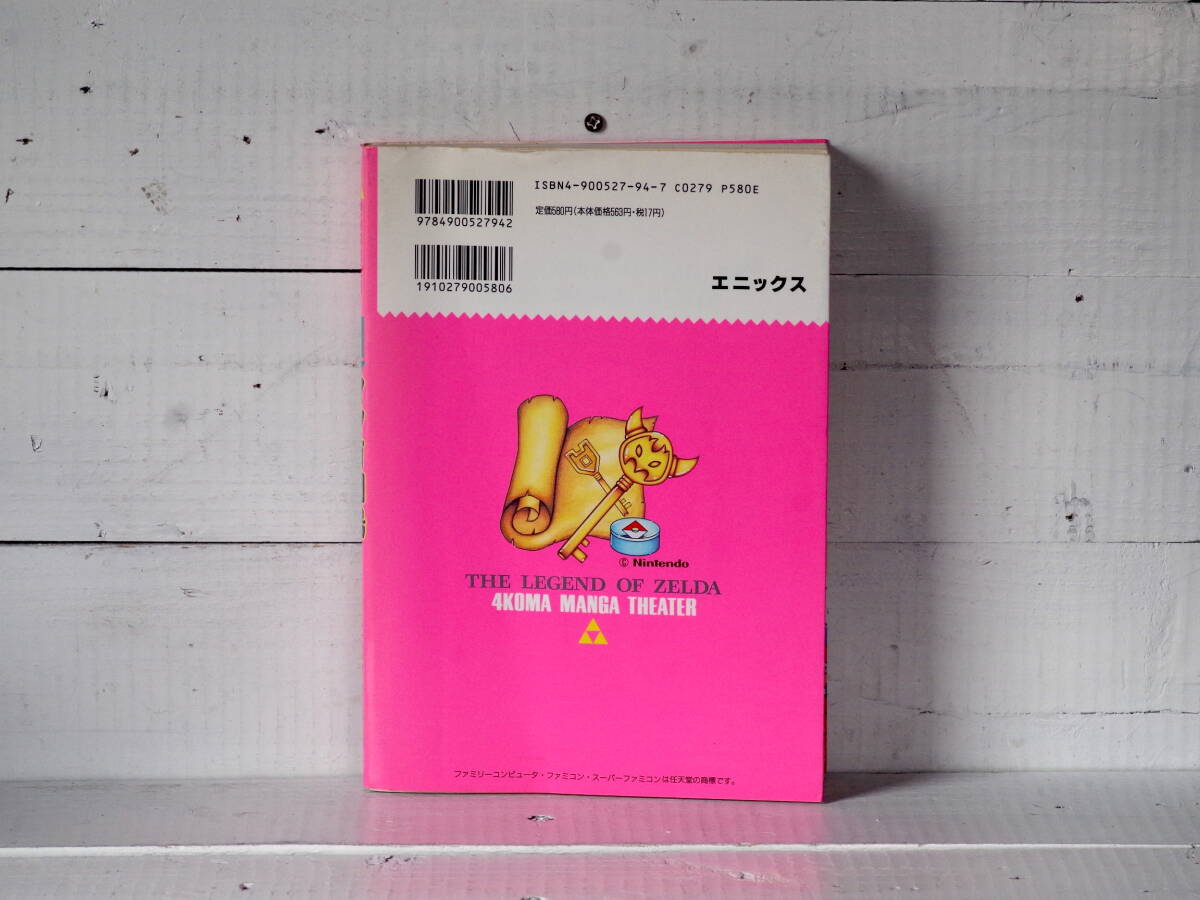 ISBN4-900527-94-7 C0279 P580E
定価580円(本体価格563円・税17円)
9784900527942
1910279005806
エニックス
© Nintendo
THE LEGEND OF ZELDA
4KOMA MANGA THEATER
ファミリーコンピュータ・ファミコン・スーパーファミコンは任天堂の商標です。